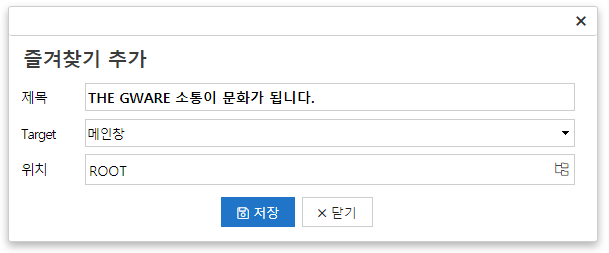 즐겨찾기 추가
제목 THE GWARE 소통이 문화가 됩니다.
Target 메인창
위치 ROOT
저장 닫기